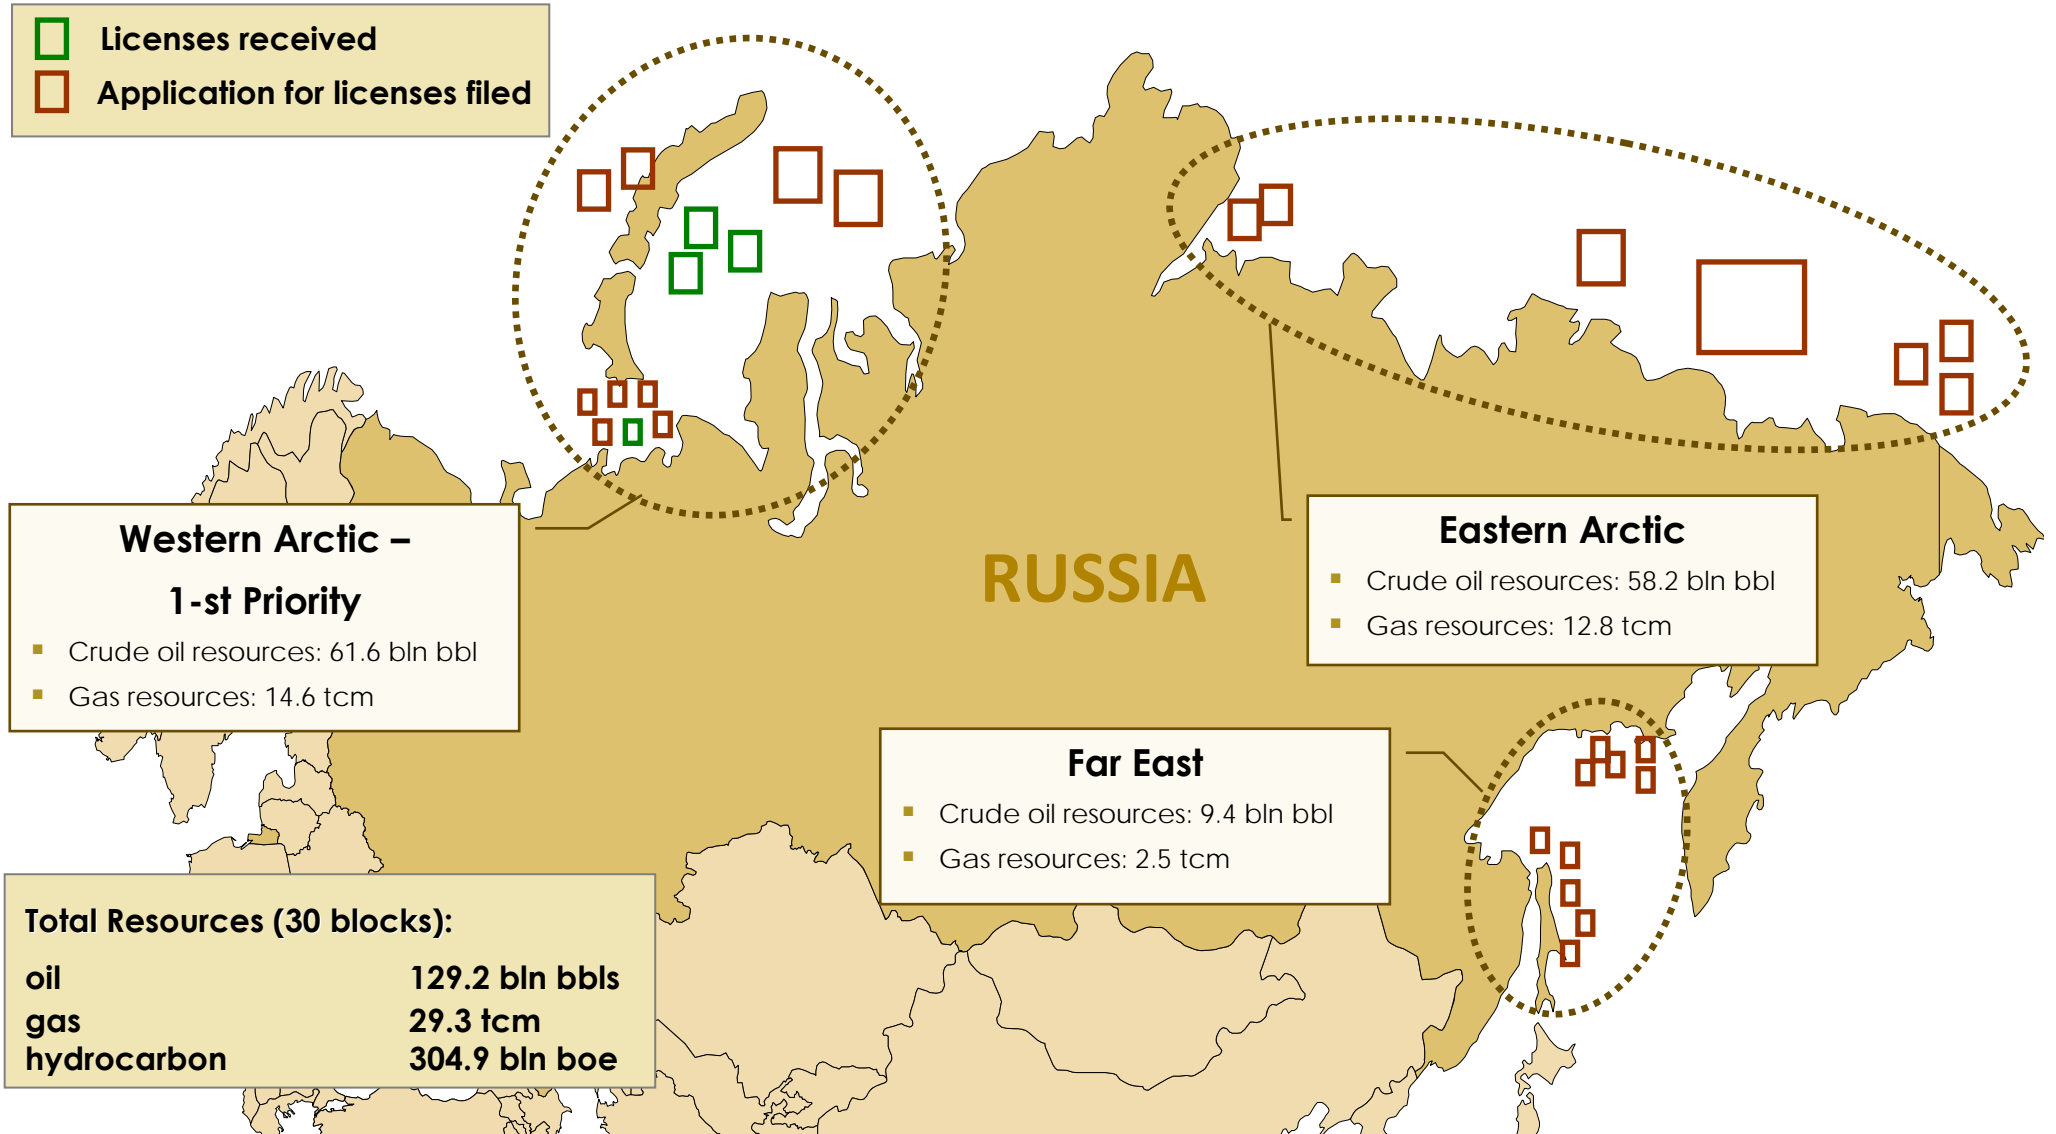 Licenses received
Application for licenses filed
RUSSIA
Western Arctic –
1-st Priority
▪ Crude oil resources: 61.6 bln bbl
▪ Gas resources: 14.6 tcm
Eastern Arctic
▪ Crude oil resources: 58.2 bln bbl
▪ Gas resources: 12.8 tcm
Far East
▪ Crude oil resources: 9.4 bln bbl
▪ Gas resources: 2.5 tcm
Total Resources (30 blocks):
oil 129.2 bln bbls
gas 29.3 tcm
hydrocarbon 304.9 bln boe